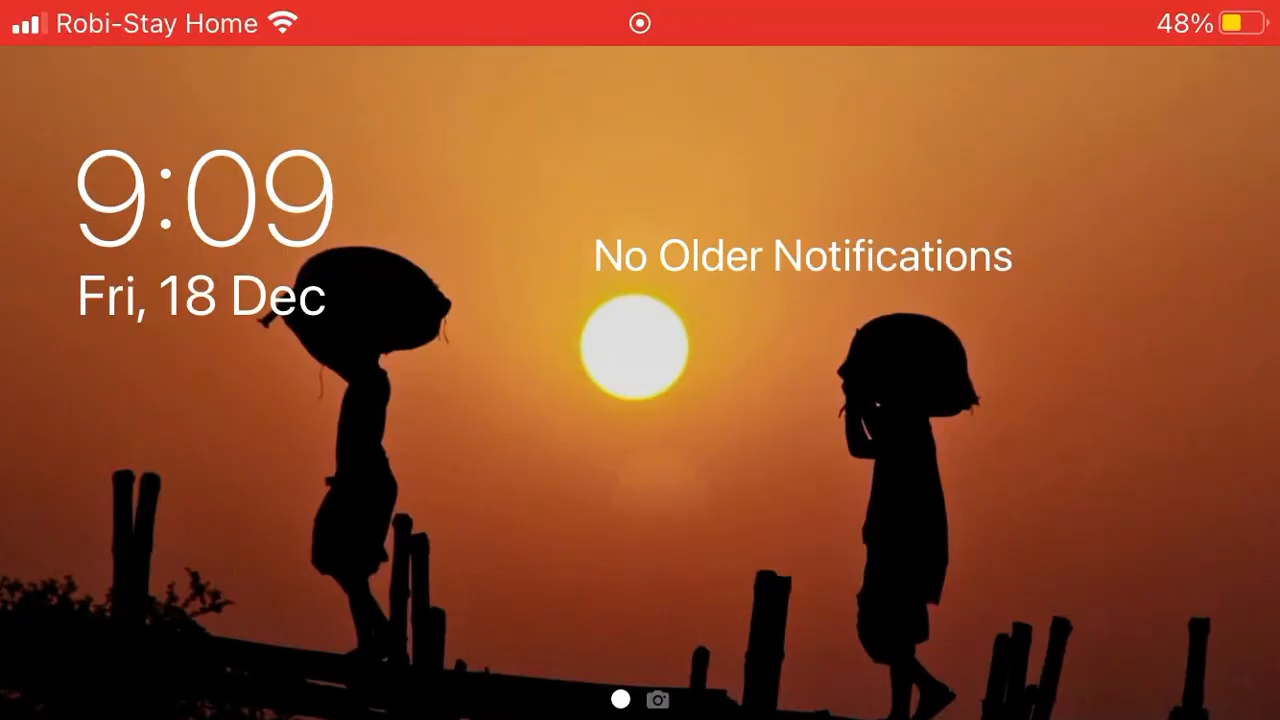 Robi-Stay Home
48%
9:09
Fri, 18 Dec
No Older Notifications